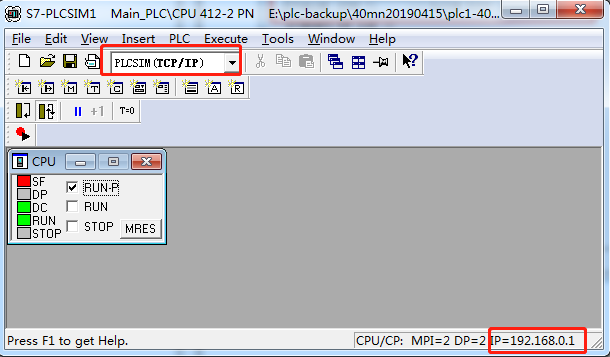 S7-PLCSIM1    Main_PLC\CPU 412-2 PN    E:\plc-backup\40mn20190415\plc1-40...
File Edit View Insert PLC Execute Tools Window Help
PLCSIM(TCP/IP)
M T C
A R
+1 T=0
CPU
SF
DP
DC
RUN
STOP
RUN-P
RUN
STOP
MRES
Press F1 to get Help.
CPU/CP: MPI=2 DP=2 IP=192.168.0.1